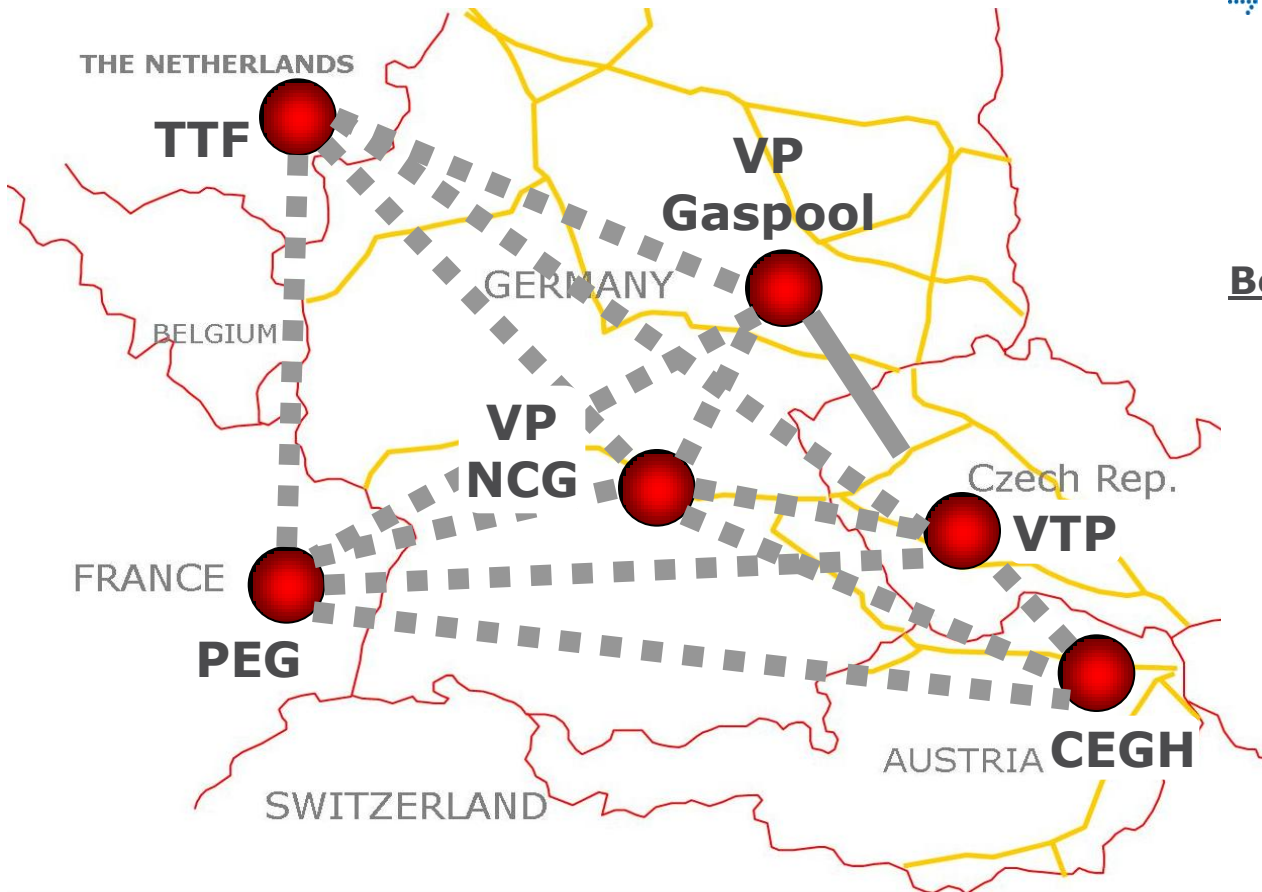 THE NETHERLANDS
TTF
VP
Gaspool
GERMANY
BELGIUM
VP
NCG
Czech Rep.
VTP
FRANCE
PEG
AUSTRIA
CEGH
SWITZERLAND